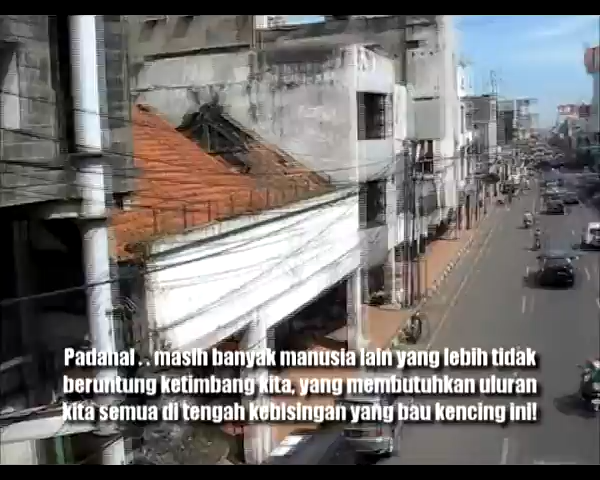 Padahal . . masih banyak manusia lain yang lebih tidak
beruntung ketimbang kita, yang membutuhkan uluran
kita semua di tengah kebisingan yang bau kencing ini!